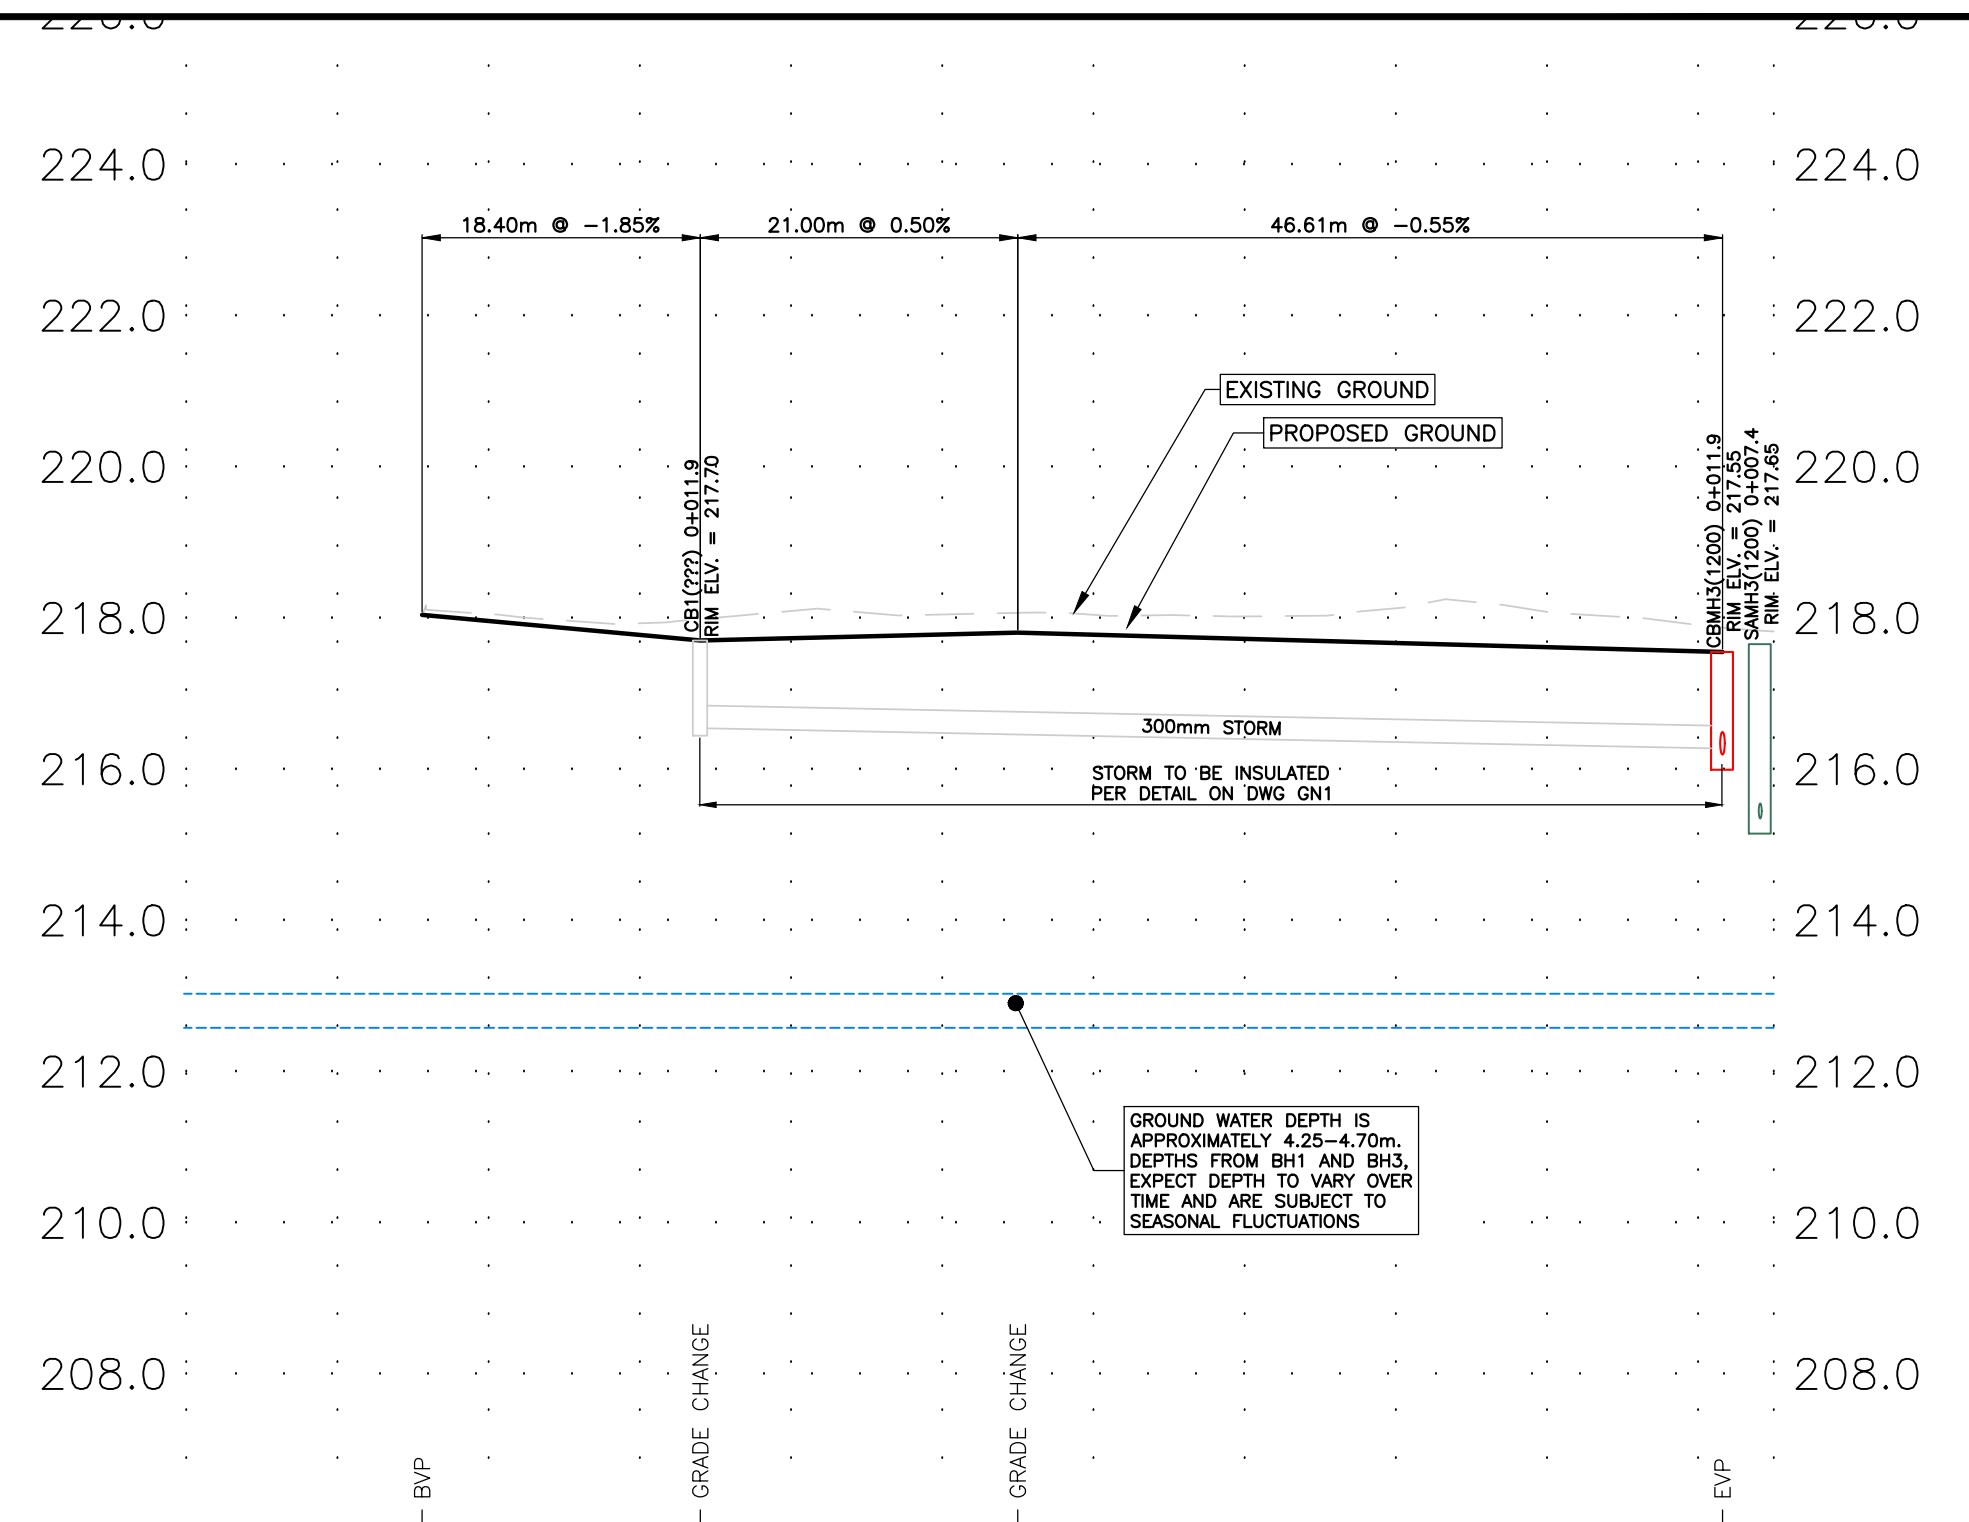 224.0 224.0
18.40m @ -1.85% 21.00m @ 0.50% 46.61m @ -0.55%
222.0 222.0
EXISTING GROUND
PROPOSED GROUND
220.0 220.0
CB1(???) 0+011.9
RIM ELV. = 217.70
CBMH3(1200) 0+011.9
RIM ELV. = 217.55
SAMH3(1200) 0+007.4
RIM ELV. = 217.65
218.0 218.0
300mm STORM
216.0 216.0
STORM TO BE INSULATED
PER DETAIL ON DWG GN1
214.0 214.0
212.0 212.0
GROUND WATER DEPTH IS
APPROXIMATELY 4.25-4.70m.
DEPTHS FROM BH1 AND BH3,
EXPECT DEPTH TO VARY OVER
TIME AND ARE SUBJECT TO
SEASONAL FLUCTUATIONS
210.0 210.0
208.0 208.0
BVP
GRADE CHANGE
GRADE CHANGE
EVP